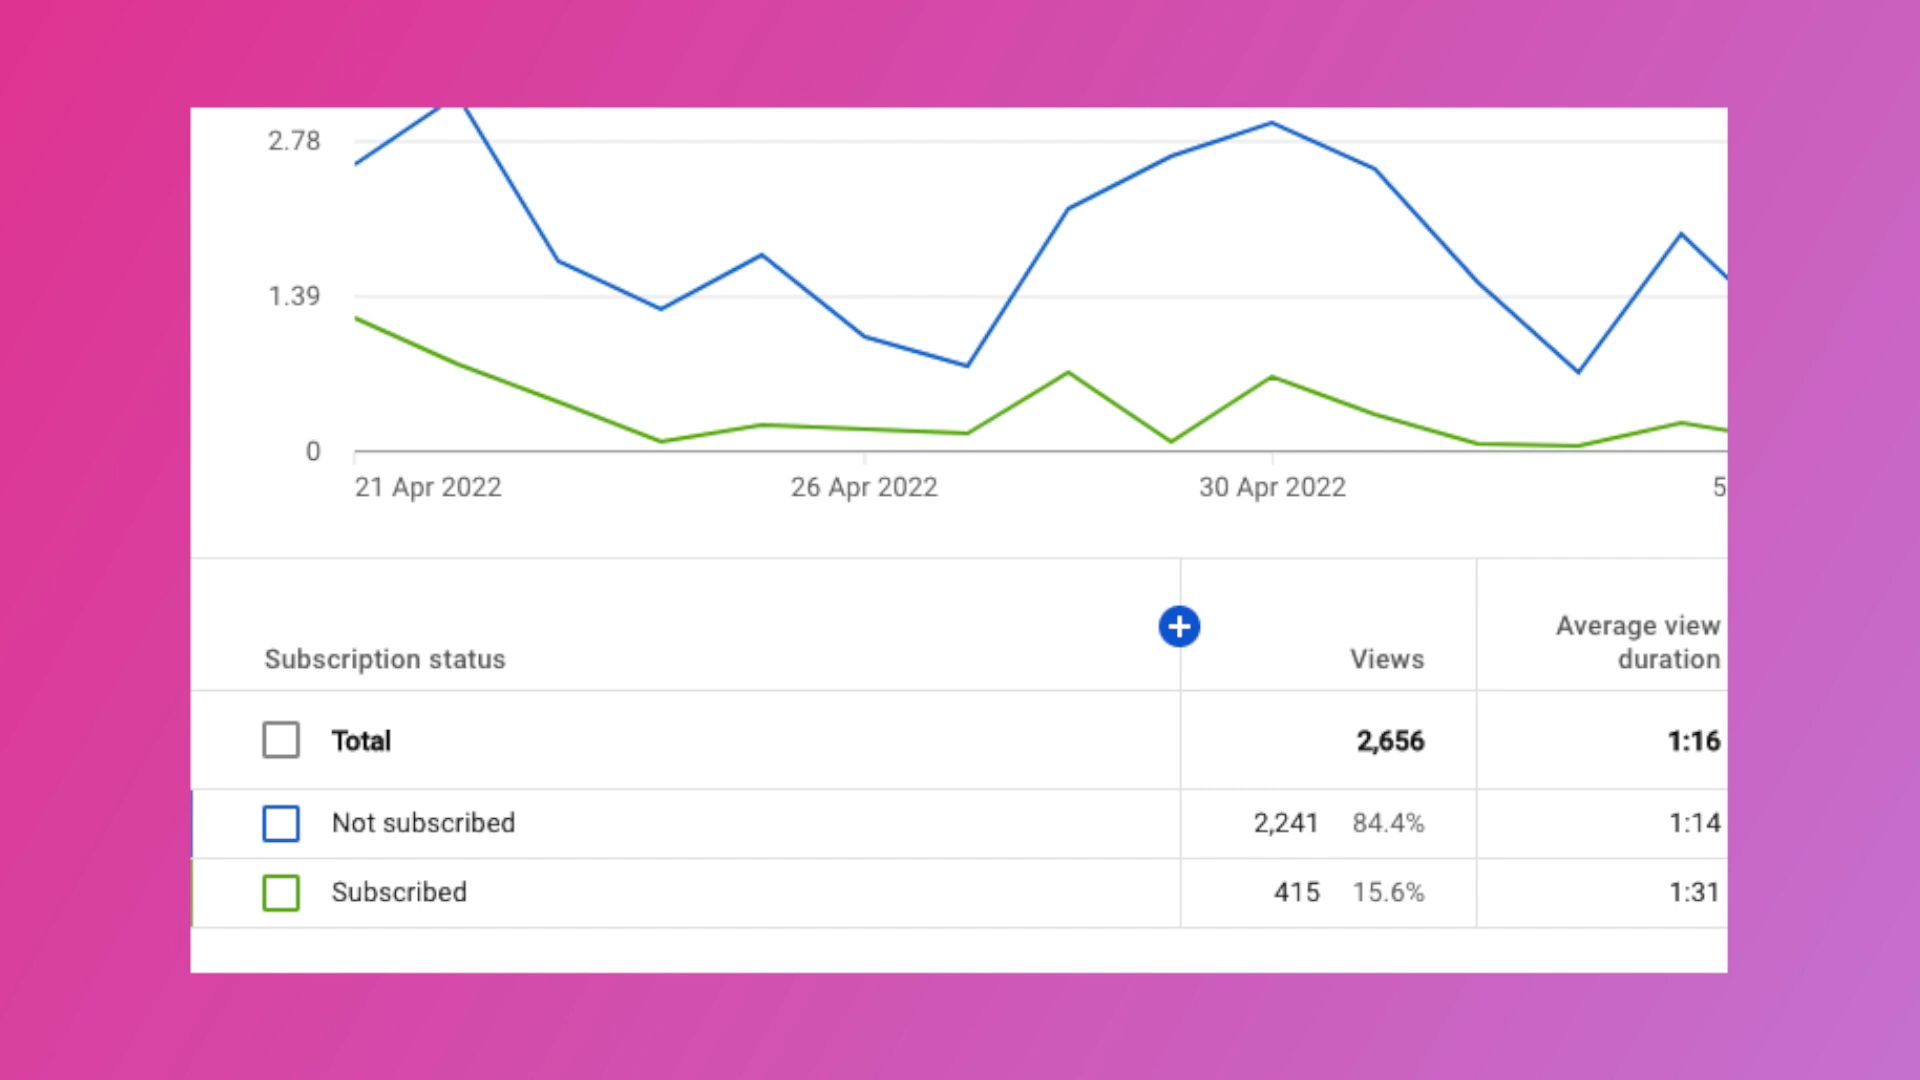 2.78
1.39
0
21 Apr 2022 26 Apr 2022 30 Apr 2022 5
Subscription status Views Average view
duration
Total 2,656 1:16
Not subscribed 2,241 84.4% 1:14
Subscribed 415 15.6% 1:31